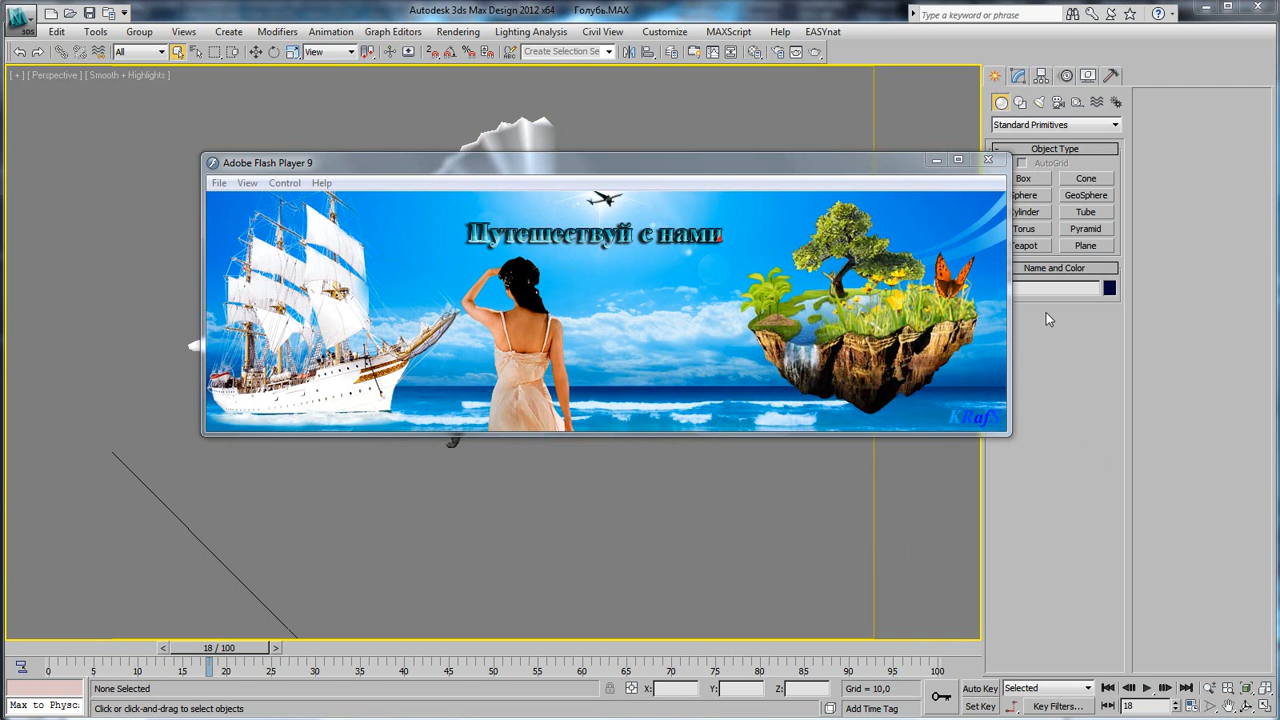 Autodesk 3ds Max Design 2012 x64 Голубь.MAX
Type a keyword or phrase
Edit Tools Group Views Create Modifiers Animation Graph Editors Rendering Lighting Analysis Civil View Customize MAXScript Help EASYnat
All View Create Selection Se
[ + ] [ Perspective ] [ Smooth + Highlights ]
Standard Primitives
Object Type
AutoGrid
Box Cone
Sphere GeoSphere
Cylinder Tube
Torus Pyramid
Teapot Plane
Name and Color
Adobe Flash Player 9
File View Control Help
Путешествуй с нами
KRafS
< 18 / 100 >
0 5 10 15 20 25 30 35 40 45 50 55 60 65 70 75 80 85 90 95 100
None Selected X: Y: Z: Grid = 10,0 Auto Key Selected
Max to Physc Click or click-and-drag to select objects Add Time Tag Set Key Key Filters... 18